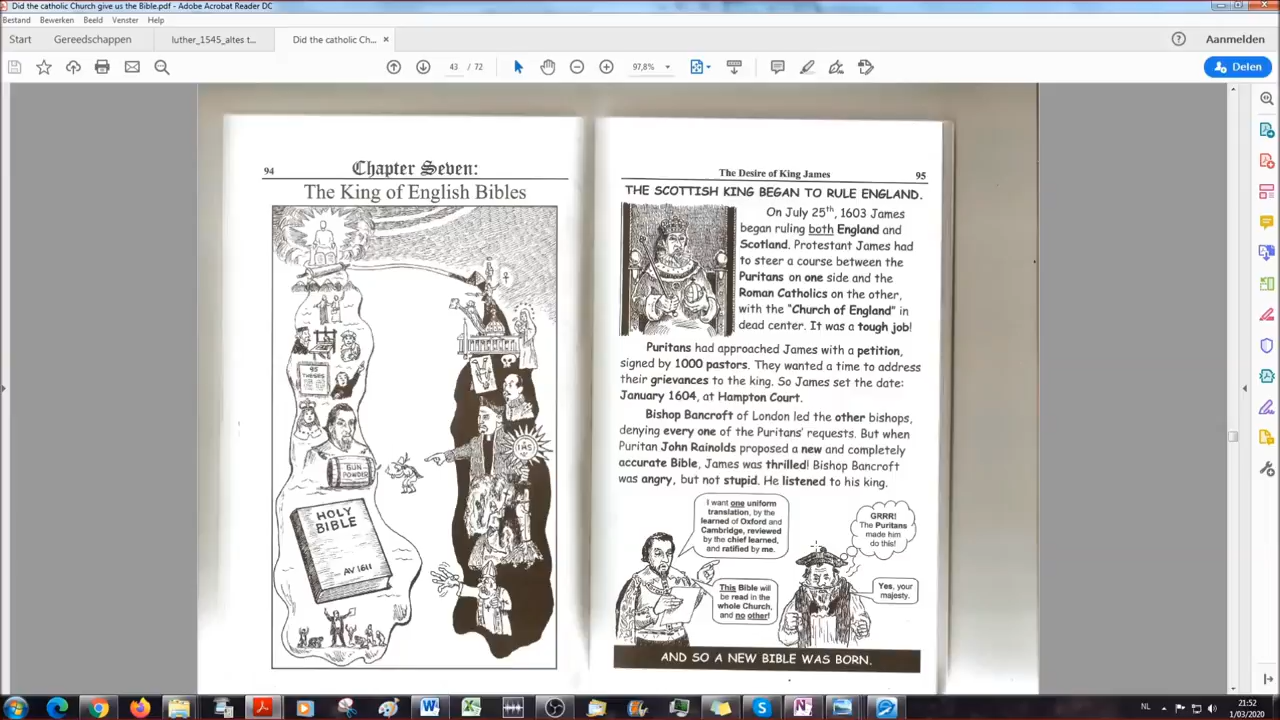 Did the catholic Church give us the Bible.pdf - Adobe Acrobat Reader DC
Bestand Bewerken Beeld Venster Help
Start Gereedschappen luther_1545_altes t... Did the catholic Ch... Aanmelden
43 / 72 97,8% Delen
94
Chapter Seven:
The King of English Bibles
95 THESES
GUN POWDER
IHS
HOLY
BIBLE
AV 1611
The Desire of King James 95
THE SCOTTISH KING BEGAN TO RULE ENGLAND.
On July 25th, 1603 James
began ruling both England and
Scotland. Protestant James had
to steer a course between the
Puritans on one side and the
Roman Catholics on the other,
with the "Church of England" in
dead center. It was a tough job!
Puritans had approached James with a petition,
signed by 1000 pastors. They wanted a time to address
their grievances to the king. So James set the date:
January 1604, at Hampton Court.
Bishop Bancroft of London led the other bishops,
denying every one of the Puritans' requests. But when
Puritan John Rainolds proposed a new and completely
accurate Bible, James was thrilled! Bishop Bancroft
was angry, but not stupid. He listened to his king.
I want one uniform
translation, by the
learned of Oxford and
Cambridge, reviewed
by the chief learned,
and ratified by me.
This Bible will
be read in the
whole Church,
and no other!
GRRR!
The Puritans
made him
do this!
Yes, your
majesty.
AND SO A NEW BIBLE WAS BORN.
NL
21:52
1/03/2020